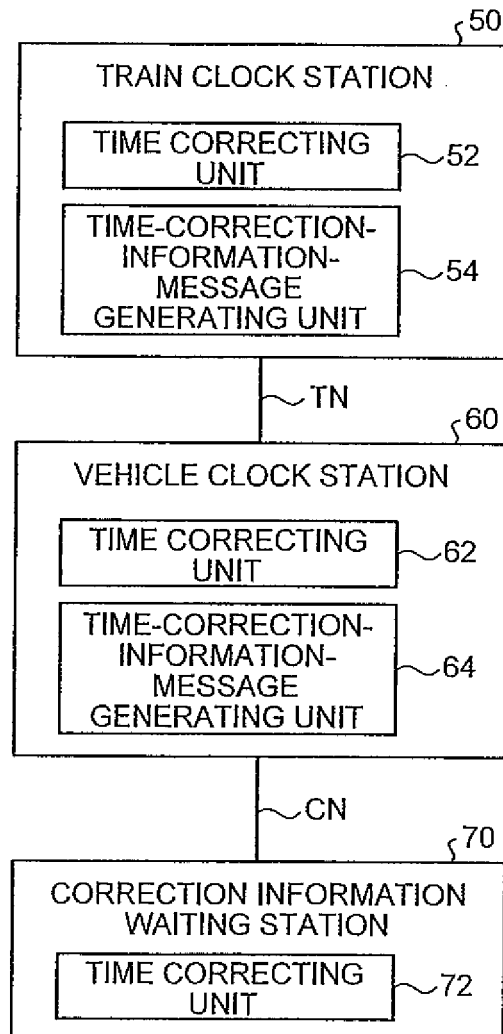 50
TRAIN CLOCK STATION
TIME CORRECTING
UNIT
52
TIME-CORRECTION-
INFORMATION-
MESSAGE
GENERATING UNIT
54
TN
60
VEHICLE CLOCK STATION
TIME CORRECTING
UNIT
62
TIME-CORRECTION-
INFORMATION-
MESSAGE
GENERATING UNIT
64
CN
70
CORRECTION INFORMATION
WAITING STATION
TIME CORRECTING
UNIT
72